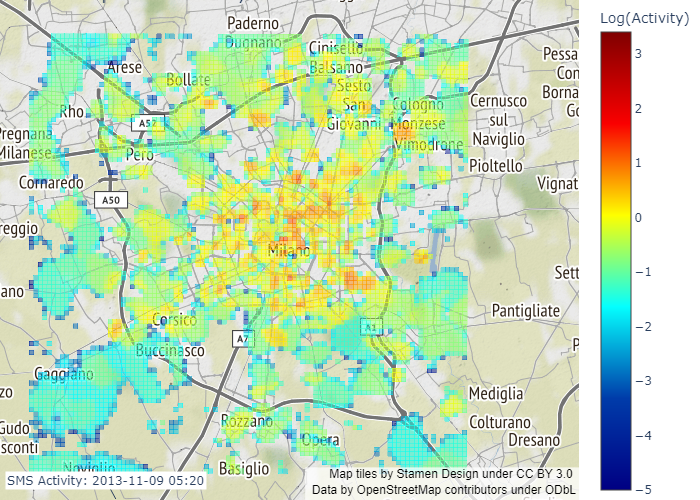 Log(Activity)
3
2
1
0
−1
−2
−3
−4
−5
Paderno
Dugnano
Cinisello
Balsamo
Arese
Bollate
Sesto
San
Giovanni
Cologno
Monzese
Vimodrone
Cernusco
sul
Naviglio
Pessa
Con
Borna
Go
Rho
A52
Pregnana
Milanese
Pero
Pioltello
Cornaredo
Vignat
A50
reggio
Milano
Sett
ano
Pantigliate
Corsico
A7
A1
Buccinasco
P
Gaggiano
zo
Mediglia
Rozzano
Colturano
Gudo
Dresano
sconti
Opera
Noviglio
Basiglio
SMS Activity: 2013-11-09 05:20
Map tiles by Stamen Design under CC BY 3.0
Data by OpenStreetMap contributors under ODbL